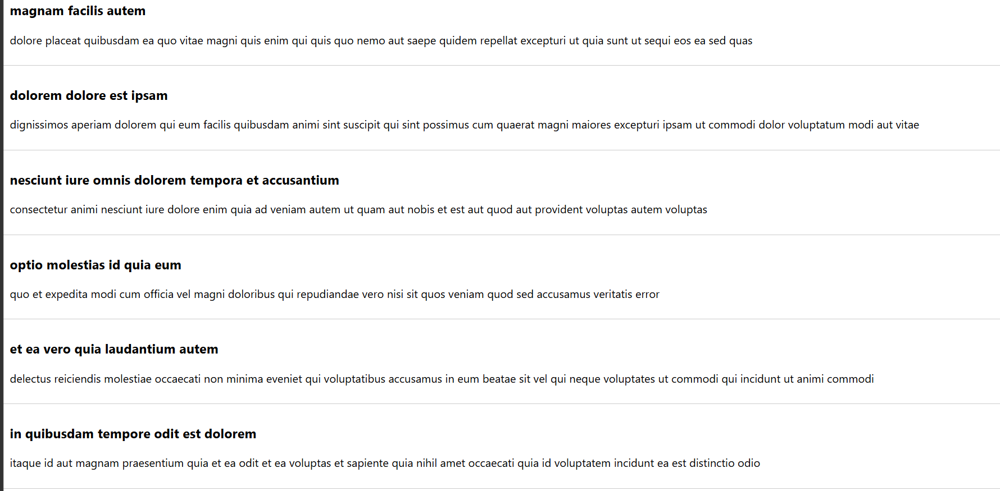 magnam facilis autem
dolore placeat quibusdam ea quo vitae magni quis enim qui quis quo nemo aut saepe quidem repellat excepturi ut quia sunt ut sequi eos ea sed quas
dolorem dolore est ipsam
dignissimos aperiam dolorem qui eum facilis quibusdam animi sint suscipit qui sint possimus cum quaerat magni maiores excepturi ipsam ut commodi dolor voluptatum modi aut vitae
nesciunt iure omnis dolorem tempora et accusantium
consectetur animi nesciunt iure dolore enim quia ad veniam autem ut quam aut nobis et est aut quod aut provident voluptas autem voluptas
optio molestias id quia eum
quo et expedita modi cum officia vel magni doloribus qui repudiandae vero nisi sit quos veniam quod sed accusamus veritatis error
et ea vero quia laudantium autem
delectus reiciendis molestiae occaecati non minima eveniet qui voluptatibus accusamus in eum beatae sit vel qui neque voluptates ut commodi qui incidunt ut animi commodi
in quibusdam tempore odit est dolorem
itaque id aut magnam praesentium quia et ea odit et ea voluptas et sapiente quia nihil amet occaecati quia id voluptatem incidunt ea est distinctio odio